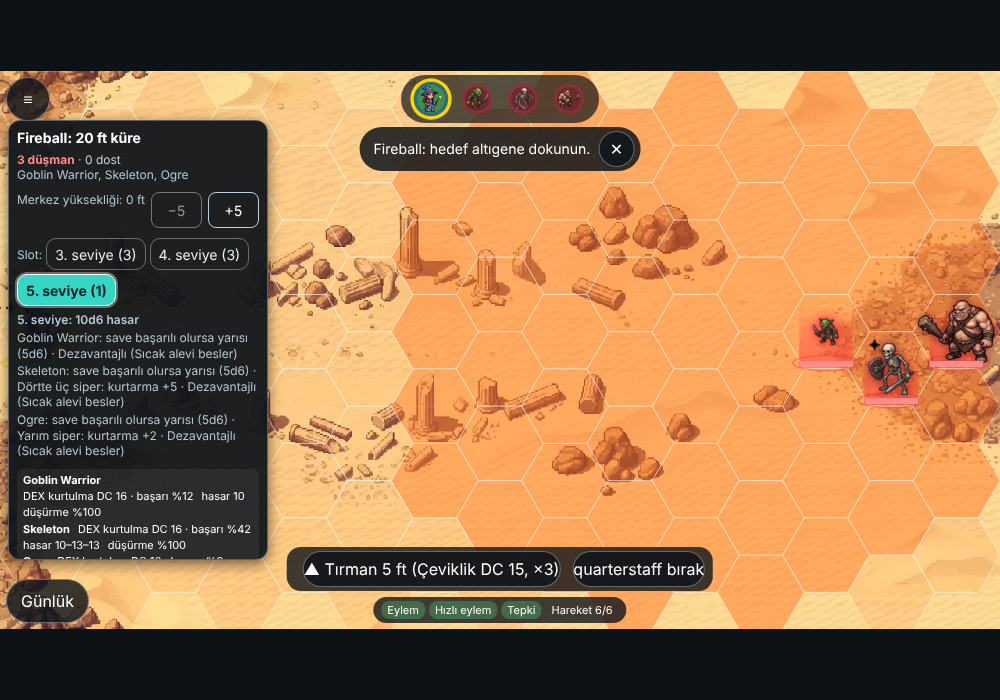 ≡
Fireball: hedef altıgene dokunun. ✕
Fireball: 20 ft küre
3 düşman · 0 dost
Goblin Warrior, Skeleton, Ogre
Merkez yüksekliği: 0 ft −5 +5
Slot: 3. seviye (3) 4. seviye (3)
5. seviye (1)
5. seviye: 10d6 hasar
Goblin Warrior: save başarılı olursa yarısı
(5d6) · Dezavantajlı (Sıcak alevi besler)
Skeleton: save başarılı olursa yarısı (5d6) ·
Dörtte üç siper: kurtarma +5 · Dezavantajlı
(Sıcak alevi besler)
Ogre: save başarılı olursa yarısı (5d6) ·
Yarım siper: kurtarma +2 · Dezavantajlı
(Sıcak alevi besler)
Goblin Warrior
DEX kurtulma DC 16 · başarı %12 hasar 10
düşürme %100
Skeleton DEX kurtulma DC 16 · başarı %42
hasar 10–13–13 düşürme %100
▲ Tırman 5 ft (Çeviklik DC 15, ×3) quarterstaff bırak
Günlük
Eylem Hızlı eylem Tepki Hareket 6/6